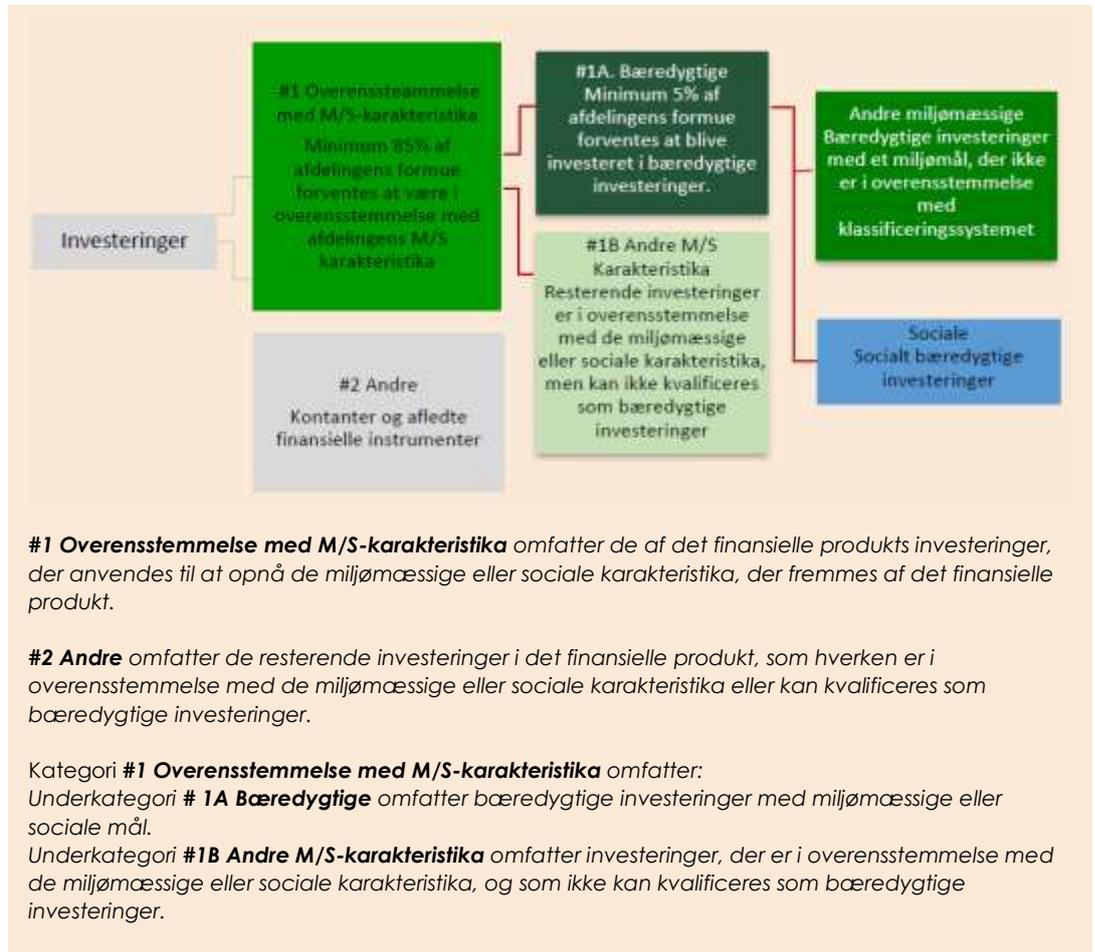 Investeringer
#1 Overenssteammelse
med M/S-karakteristika
Minimum 85% af
afdelingens formue
forventes at være i
overensstemmelse med
afdelingens M/S
karakteristika
#2 Andre
Kontanter og afledte
finansielle instrumenter
#1A. Bæredygtige
Minimum 5% af
afdelingens formue
forventes at blive
investeret i bæredygtige
investeringer.
#1B Andre M/S
Karakteristika
Resterende investeringer
er i overensstemmelse
med de miljømæssige
eller sociale karakteristika,
men kan ikke kvalificeres
som bæredygtige
investeringer
Andre miljømæssige
Bæredygtige investeringer
med et miljømål, der ikke
er i overensstemmelse
med
klassificeringssystemet
Sociale
Socialt bæredygtige
investeringer
#1 Overensstemmelse med M/S-karakteristika omfatter de af det finansielle produkts investeringer,
der anvendes til at opnå de miljømæssige eller sociale karakteristika, der fremmes af det finansielle
produkt.
#2 Andre omfatter de resterende investeringer i det finansielle produkt, som hverken er i
overensstemmelse med de miljømæssige eller sociale karakteristika eller kan kvalificeres som
bæredygtige investeringer.
Kategori #1 Overensstemmelse med M/S-karakteristika omfatter:
Underkategori # 1A Bæredygtige omfatter bæredygtige investeringer med miljømæssige eller
sociale mål.
Underkategori #1B Andre M/S-karakteristika omfatter investeringer, der er i overensstemmelse med
de miljømæssige eller sociale karakteristika, og som ikke kan kvalificeres som bæredygtige
investeringer.